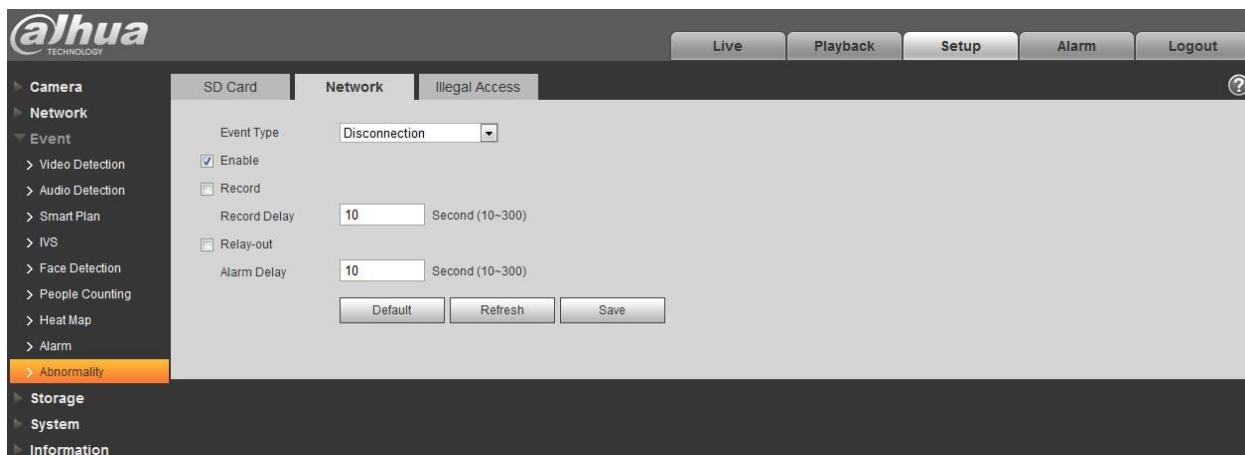 alhua
TECHNOLOGY
Live Playback Setup Alarm Logout
Camera
Network
Event
Video Detection
Audio Detection
Smart Plan
IVS
Face Detection
People Counting
Heat Map
Alarm
Abnormality
Storage
System
Information
SD Card Network Illegal Access
?
Event Type Disconnection
Enable
Record
Record Delay 10 Second (10~300)
Relay-out
Alarm Delay 10 Second (10~300)
Default Refresh Save